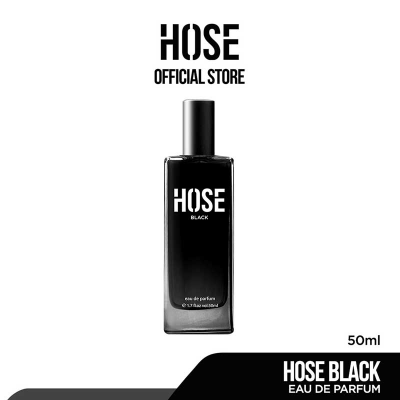 HOSE
OFFICIAL STORE
HOSE
BLACK
eau de parfum
50ml
HOSE BLACK
EAU DE PARFUM